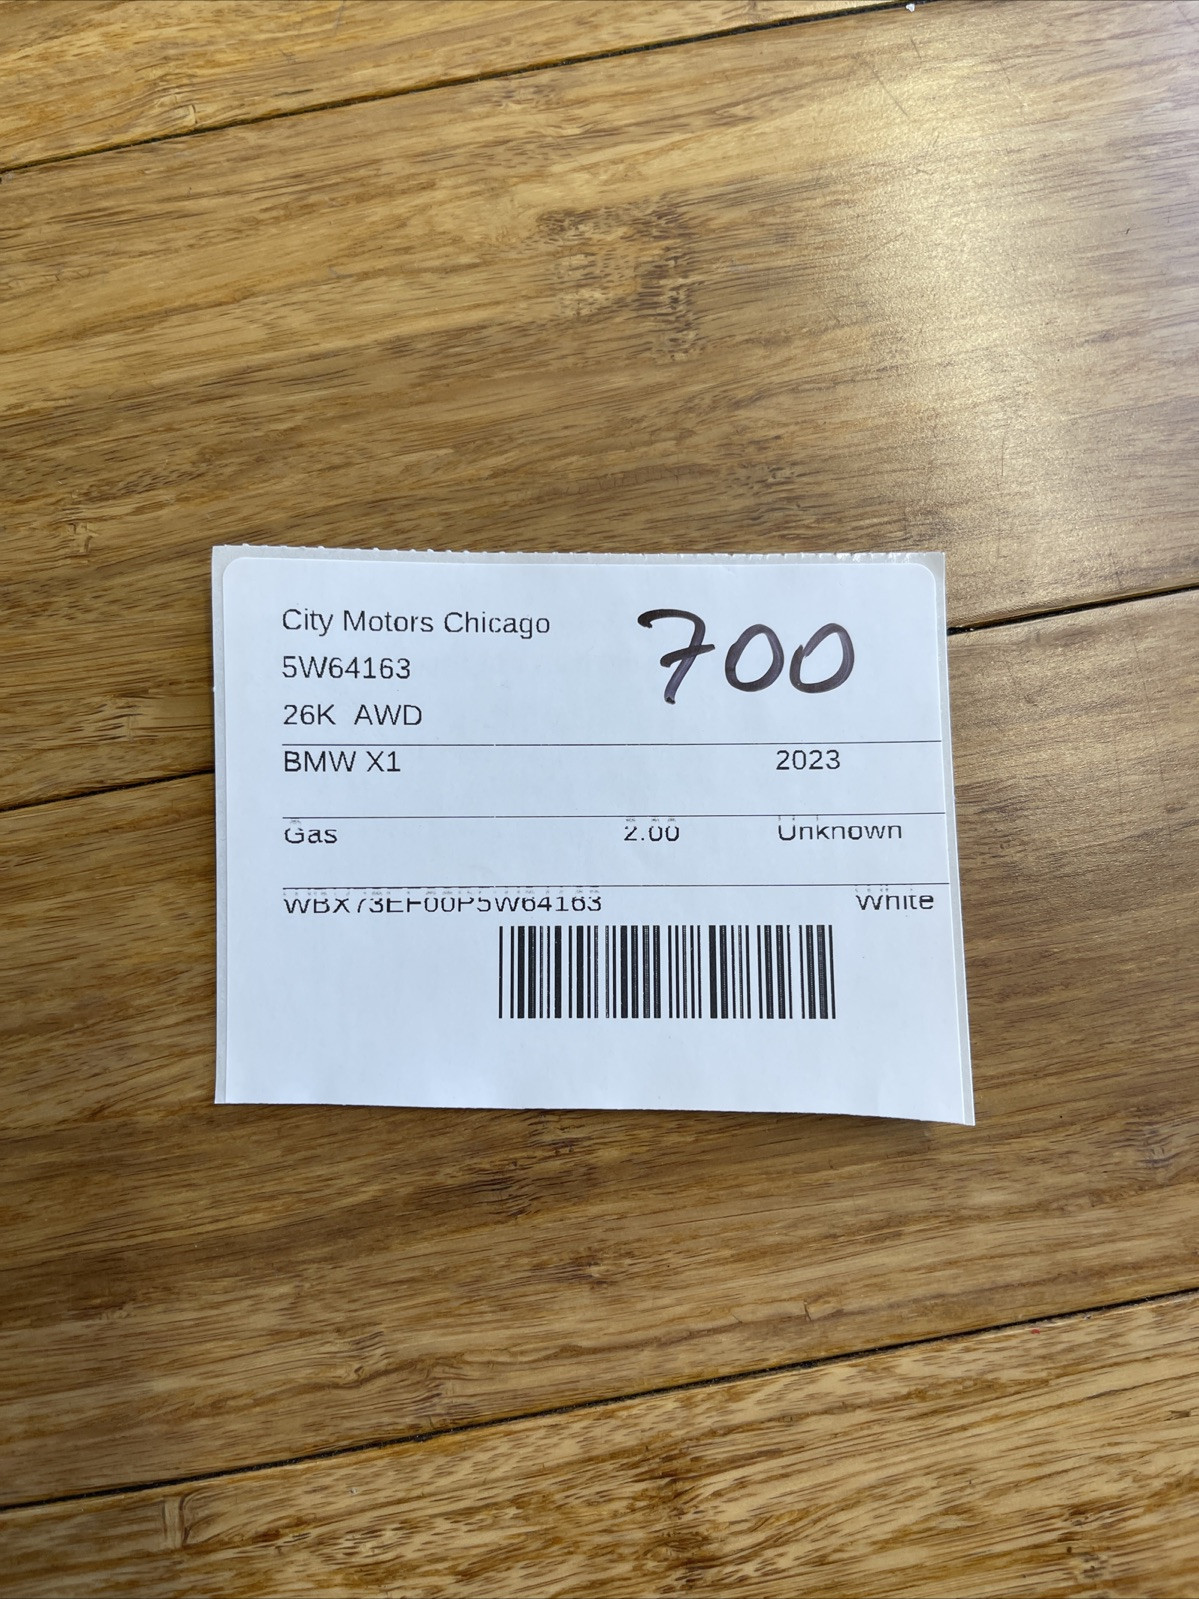 City Motors Chicago
700
5W64163
26K AWD
BMW X1 2023
Gas 2.00 Unknown
WBX73EF00P5W64163 White